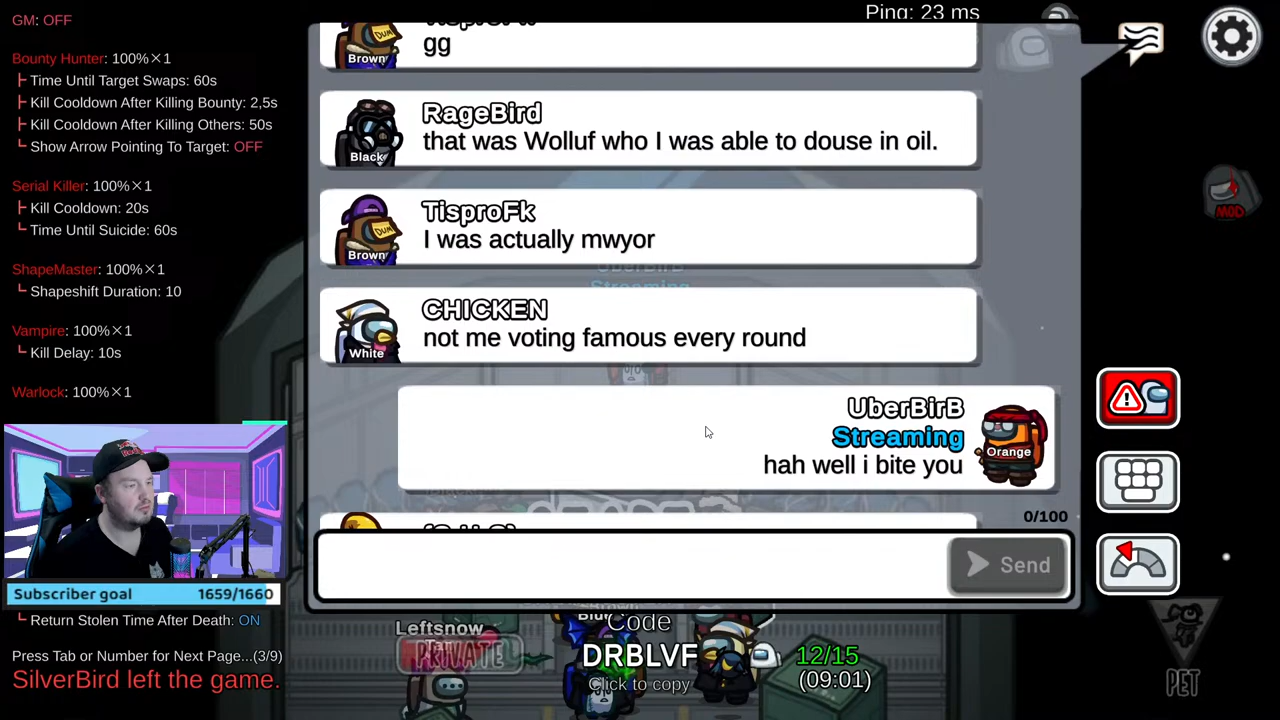 GM: OFF
Ping: 23 ms
Bounty Hunter: 100%×1
Time Until Target Swaps: 60s
Kill Cooldown After Killing Bounty: 2,5s
Kill Cooldown After Killing Others: 50s
Show Arrow Pointing To Target: OFF
Serial Killer: 100%×1
Kill Cooldown: 20s
Time Until Suicide: 60s
ShapeMaster: 100%×1
Shapeshift Duration: 10
Vampire: 100%×1
Kill Delay: 10s
Warlock: 100%×1
Subscriber goal 1659/1660
Return Stolen Time After Death: ON
Press Tab or Number for Next Page...(3/9)
SilverBird left the game.
gg
Brown
RageBird
that was Wolluf who I was able to douse in oil.
Black
TisproFk
I was actually mwyor
Brown
UberBirB
Streaming
CHICKEN
not me voting famous every round
White
UberBirB
Streaming
hah well i bite you
Orange
0/100
Send
MOD
Leftsnow
Tan
PRIVATE
Code
DRBLVF
Click to copy
12/15
(09:01)
PET